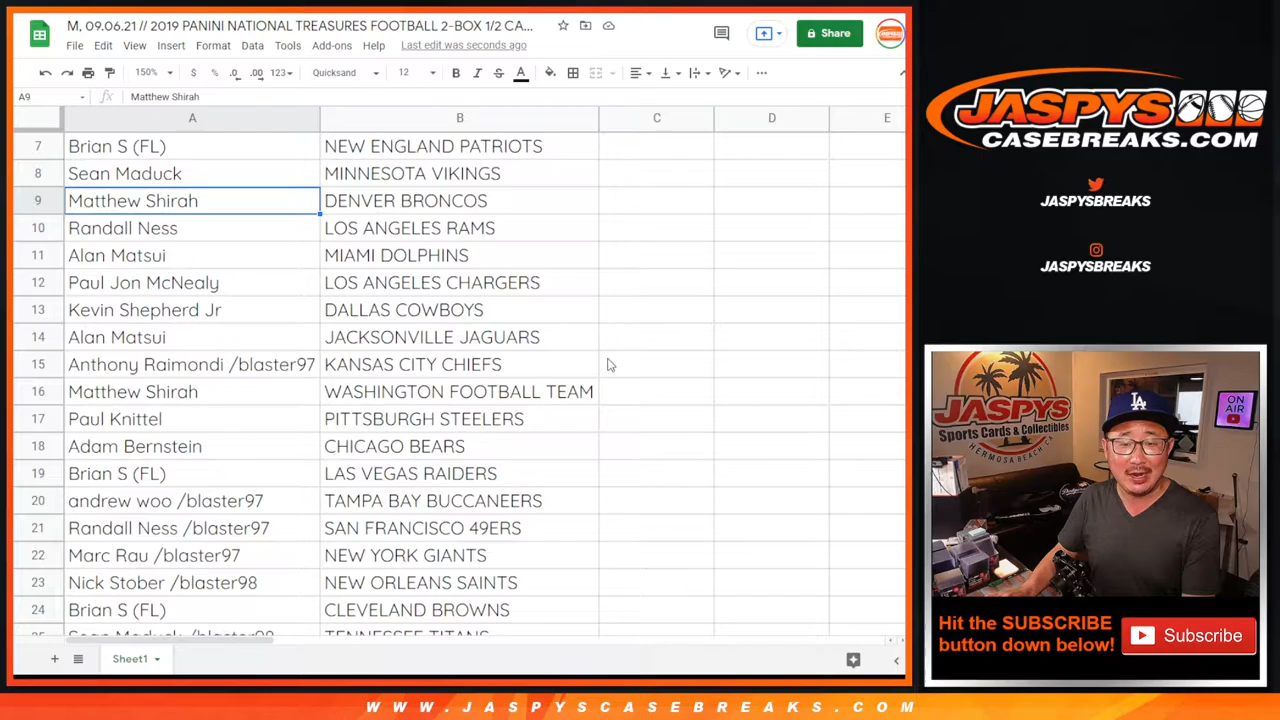 M, 09.06.21 // 2019 PANINI NATIONAL TREASURES FOOTBALL 2-BOX 1/2 CA...
File Edit View Insert Format Data Tools Add-ons Help Last edit was seconds ago
Share
150% $ % .0 .00 123 Quicksand 12 B I S A
A9 fx Matthew Shirah
A B C D E
7 Brian S (FL) NEW ENGLAND PATRIOTS
8 Sean Maduck MINNESOTA VIKINGS
9 Matthew Shirah DENVER BRONCOS
10 Randall Ness LOS ANGELES RAMS
11 Alan Matsui MIAMI DOLPHINS
12 Paul Jon McNealy LOS ANGELES CHARGERS
13 Kevin Shepherd Jr DALLAS COWBOYS
14 Alan Matsui JACKSONVILLE JAGUARS
15 Anthony Raimondi /blaster97 KANSAS CITY CHIEFS
16 Matthew Shirah WASHINGTON FOOTBALL TEAM
17 Paul Knittel PITTSBURGH STEELERS
18 Adam Bernstein CHICAGO BEARS
19 Brian S (FL) LAS VEGAS RAIDERS
20 andrew woo /blaster97 TAMPA BAY BUCCANEERS
21 Randall Ness /blaster97 SAN FRANCISCO 49ERS
22 Marc Rau /blaster97 NEW YORK GIANTS
23 Nick Stober /blaster98 NEW ORLEANS SAINTS
24 Brian S (FL) CLEVELAND BROWNS
25 Sean Maduck /blaster98 TENNESSEE TITANS
Sheet1
JASPYS
CASEBREAKS.COM
JASPYSBREAKS
JASPYSBREAKS
JASPYS
Sports Cards & Collectibles
HERMOSA BEACH CA
LA
ON AIR
Hit the SUBSCRIBE
button down below!
Subscribe
WWW.JASPYSCASEBREAKS.COM